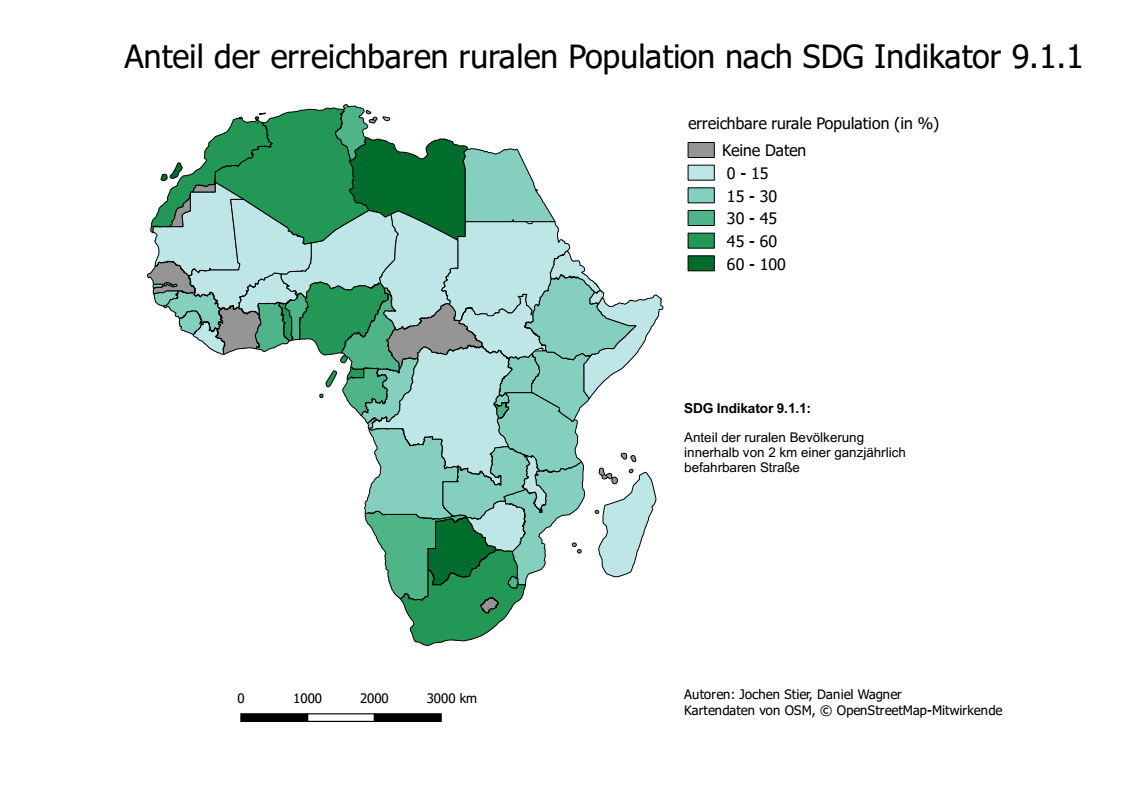 Anteil der erreichbaren ruralen Population nach SDG Indikator 9.1.1
erreichbare rurale Population (in %)
Keine Daten
0 - 15
15 - 30
30 - 45
45 - 60
60 - 100
SDG Indikator 9.1.1:
Anteil der ruralen Bevölkerung
innerhalb von 2 km einer ganzjährlich
befahrbaren Straße
0 1000 2000 3000 km
Autoren: Jochen Stier, Daniel Wagner
Kartendaten von OSM, © OpenStreetMap-Mitwirkende